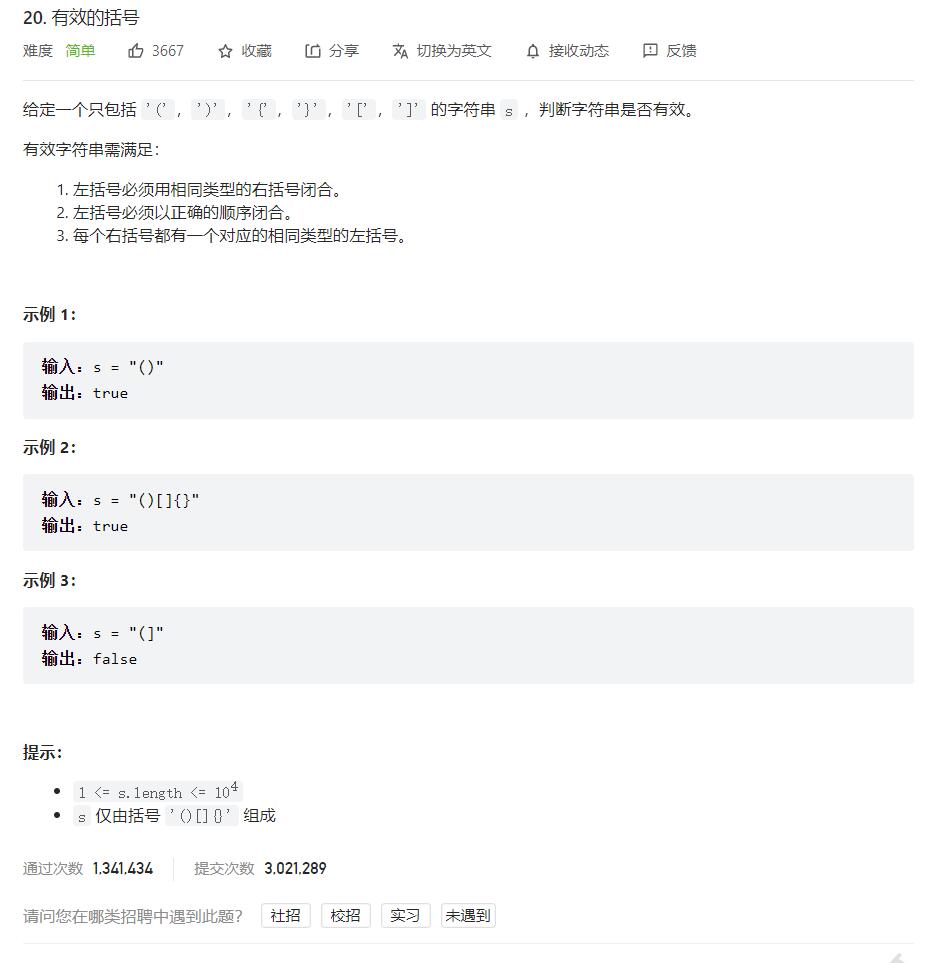 20. 有效的括号
难度 简单 3667 收藏 分享 切换为英文 接收动态 反馈
给定一个只包括 '(', ')', '{', '}', '[', ']' 的字符串 s ，判断字符串是否有效。
有效字符串需满足：
1. 左括号必须用相同类型的右括号闭合。
2. 左括号必须以正确的顺序闭合。
3. 每个右括号都有一个对应的相同类型的左括号。
示例 1：
输入：s = "()"
输出：true
示例 2：
输入：s = "()[]{}"
输出：true
示例 3：
输入：s = "(]"
输出：false
提示：
• 1 <= s.length <= 10⁴
• s 仅由括号 '()[]{}' 组成
通过次数 1,341,434 提交次数 3,021,289
请问您在哪类招聘中遇到此题？ 社招 校招 实习 未遇到